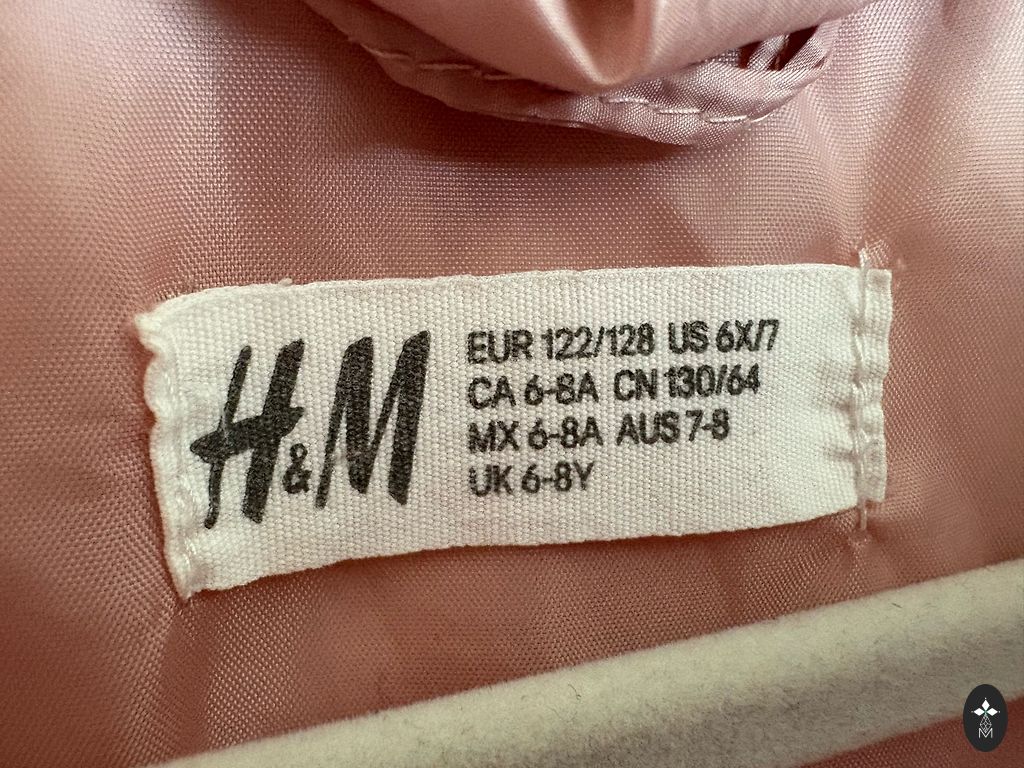 H&M
EUR 122/128 US 6X/7
CA 6-8A CN 130/64
MX 6-8A AUS 7-8
UK 6-8Y
M